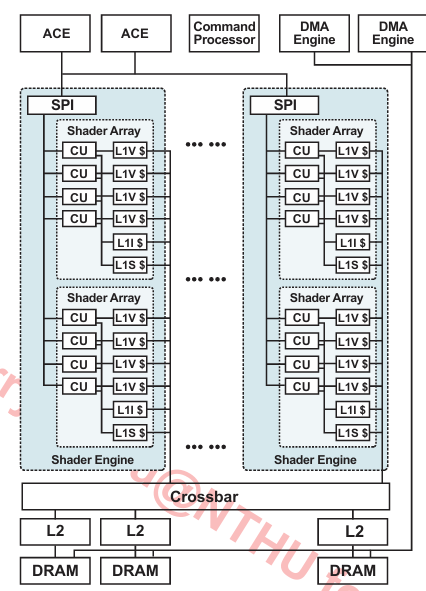 ACE
ACE
Command
Processor
DMA
Engine
DMA
Engine
SPI
SPI
Shader Array
Shader Array
CU L1V $
CU L1V $
CU L1V $
CU L1V $
L1I $
L1S $
CU L1V $
CU L1V $
CU L1V $
CU L1V $
L1I $
L1S $
Shader Array
Shader Array
CU L1V $
CU L1V $
CU L1V $
CU L1V $
L1I $
L1S $
CU L1V $
CU L1V $
CU L1V $
CU L1V $
L1I $
L1S $
Shader Engine
Shader Engine
Crossbar
L2
L2
L2
DRAM
DRAM
DRAM
@NTHU